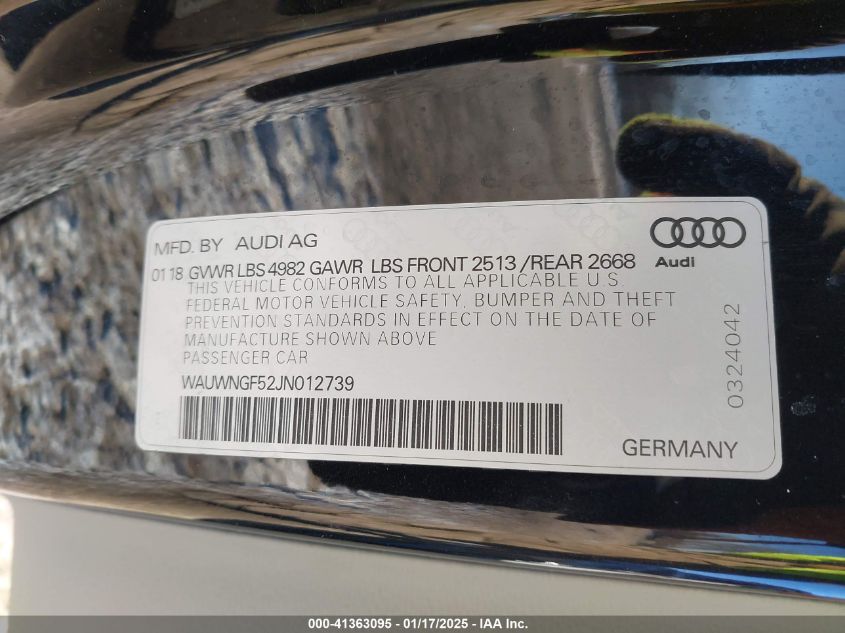 MFD. BY AUDI AG
01 18 GVWR LBS 4982 GAWR LBS FRONT 2513 /REAR 2668
THIS VEHICLE CONFORMS TO ALL APPLICABLE U.S.
FEDERAL MOTOR VEHICLE SAFETY, BUMPER AND THEFT
PREVENTION STANDARDS IN EFFECT ON THE DATE OF
MANUFACTURE SHOWN ABOVE
PASSENGER CAR
WAUWNGF52JN012739
Audi
0324042
GERMANY
000-41363095 - 01/17/2025 - IAA Inc.